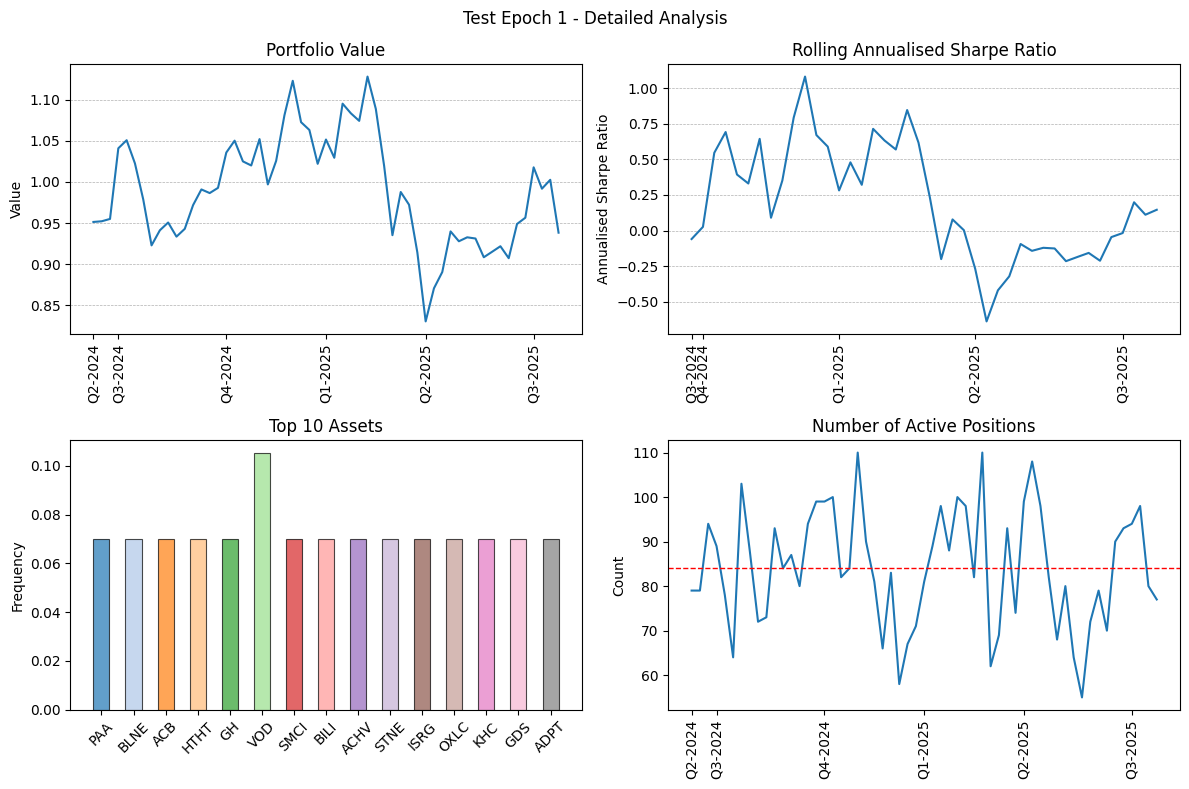 Test Epoch 1 - Detailed Analysis
Portfolio Value
Value
1.10
1.05
1.00
0.95
0.90
0.85
Q2-2024
Q3-2024
Q4-2024
Q1-2025
Q2-2025
Q3-2025
Rolling Annualised Sharpe Ratio
Annualised Sharpe Ratio
1.00
0.75
0.50
0.25
0.00
−0.25
−0.50
Q3-2024
Q4-2024
Q1-2025
Q2-2025
Q3-2025
Top 10 Assets
Frequency
0.10
0.08
0.06
0.04
0.02
0.00
PAA
BLNE
ACB
HTHT
GH
VOD
SMCI
BILI
ACHV
STNE
ISRG
OXLC
KHC
GDS
ADPT
Number of Active Positions
Count
110
100
90
80
70
60
Q2-2024
Q3-2024
Q4-2024
Q1-2025
Q2-2025
Q3-2025